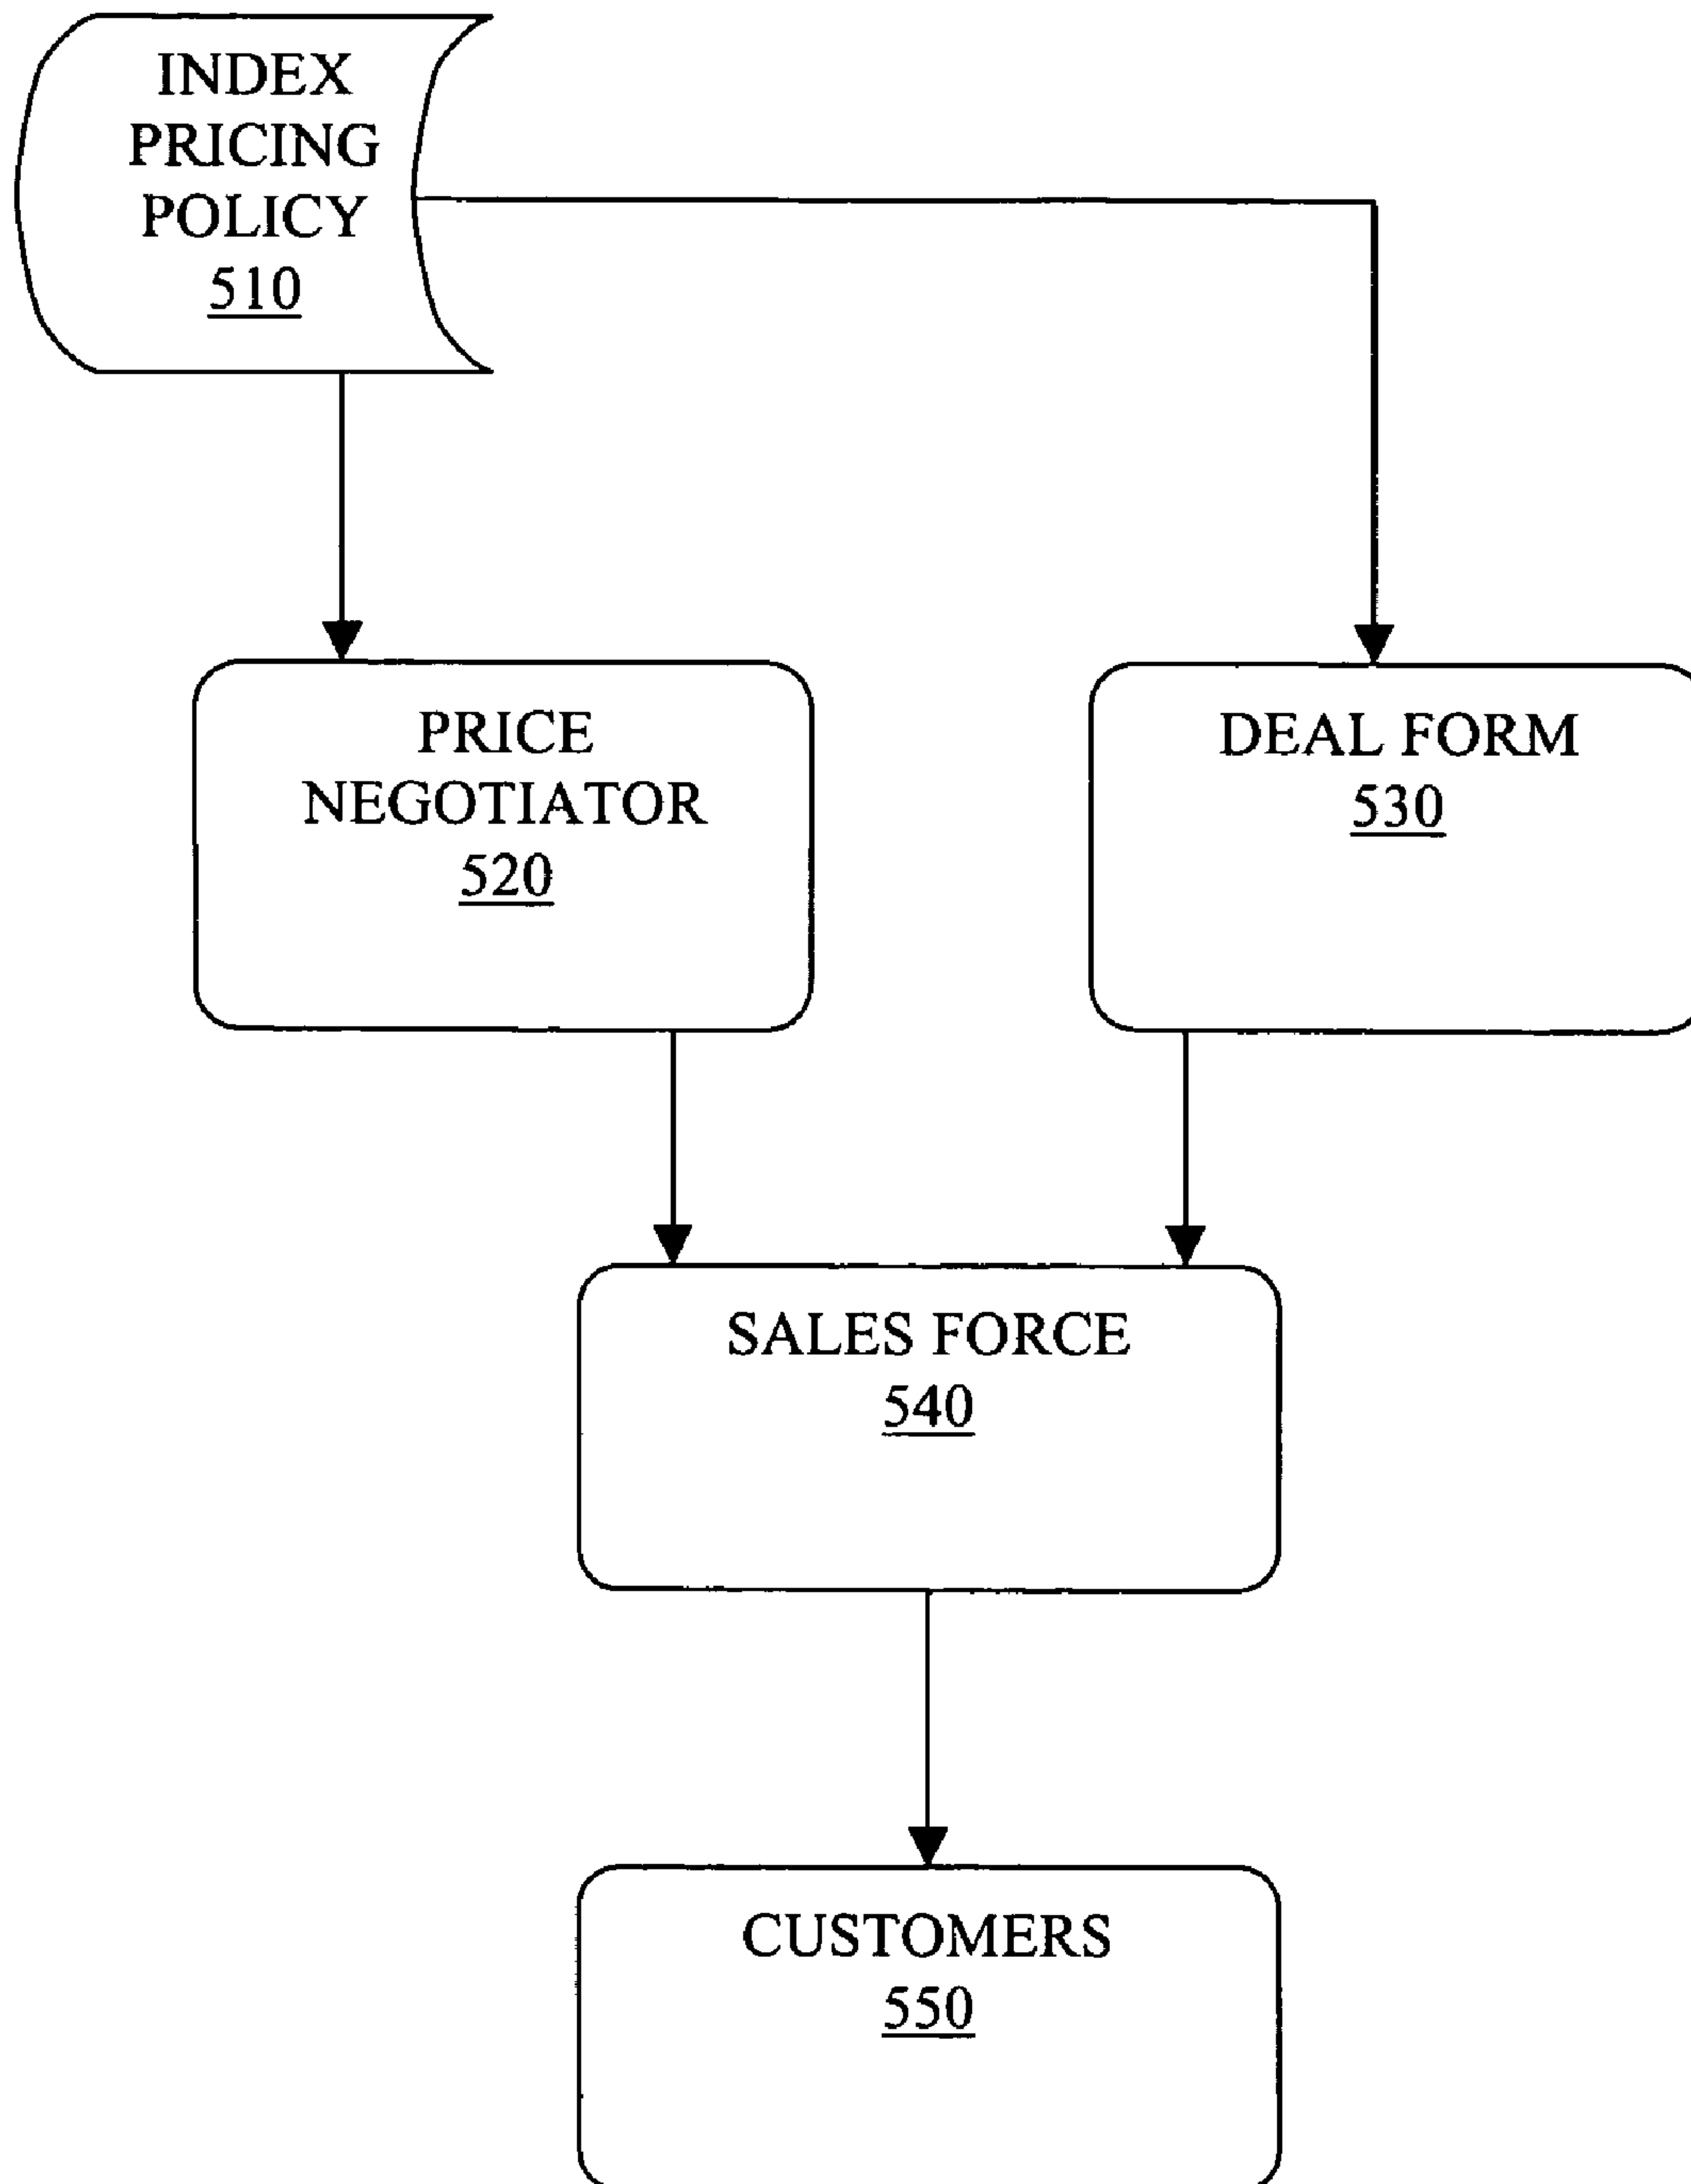 INDEX
PRICING
POLICY
510
PRICE
NEGOTIATOR
520
DEAL FORM
530
SALES FORCE
540
CUSTOMERS
550